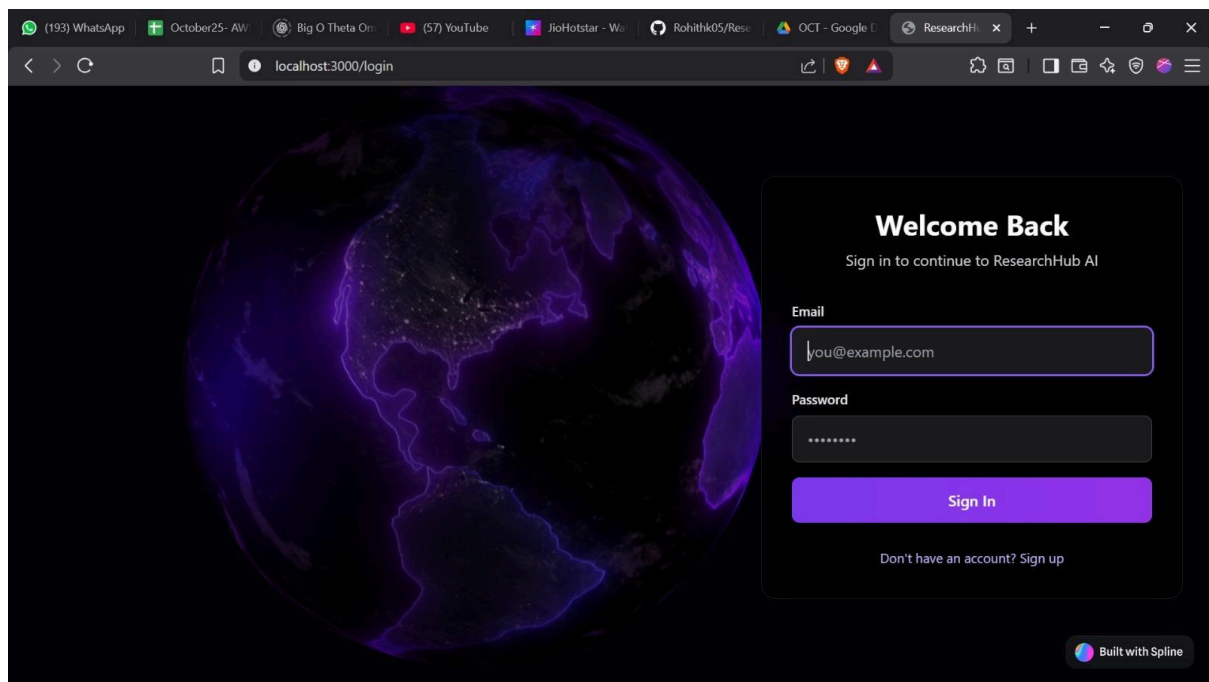 (193) WhatsApp
October25- AW
Big O Theta Om
(57) YouTube
JioHotstar - Wa
Rohithk05/Rese
OCT - Google D
ResearchHu
localhost:3000/login
Welcome Back
Sign in to continue to ResearchHub AI
Email
you@example.com
Password
••••••••
Sign In
Don't have an account? Sign up
Built with Spline